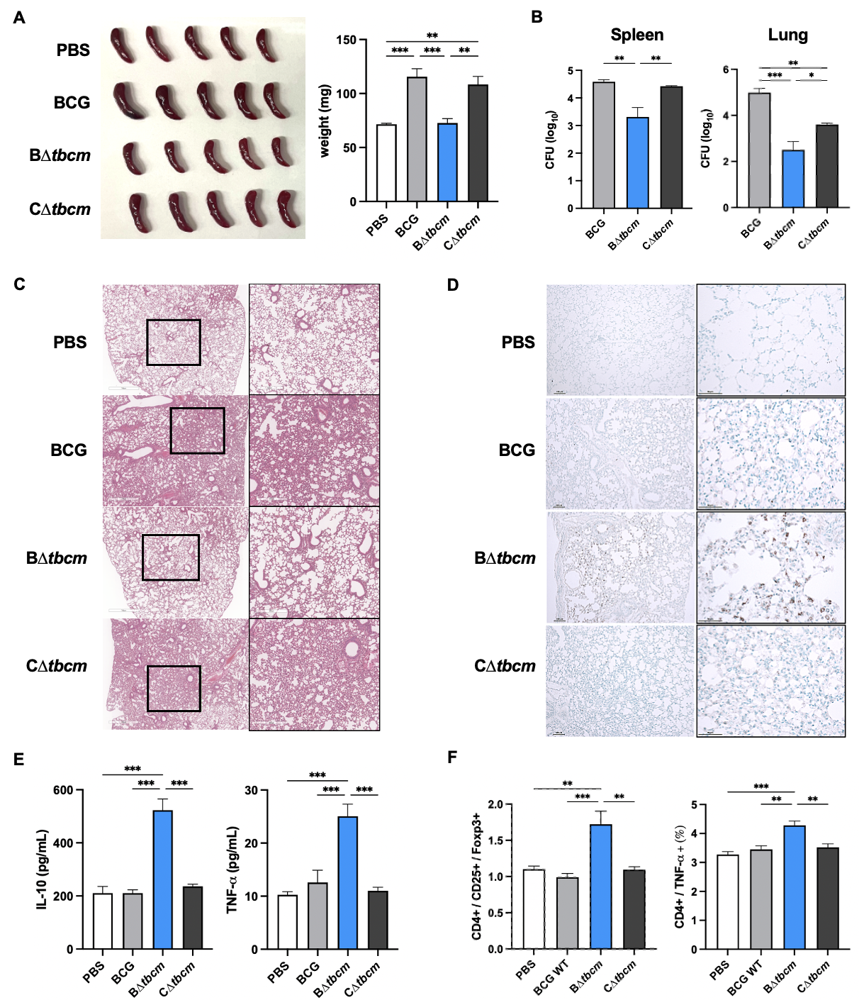 A
PBS
BCG
BΔtbcm
CΔtbcm
weight (mg)
150
100
50
0
**
*** *** **
PBS
BCG
BΔtbcm
CΔtbcm
B
Spleen
CFU (log10)
5
4
3
2
1
0
** **
BCG
BΔtbcm
CΔtbcm
Lung
CFU (log10)
6
4
2
0
**
*** *
BCG
BΔtbcm
CΔtbcm
C
PBS
BCG
BΔtbcm
CΔtbcm
D
PBS
BCG
BΔtbcm
CΔtbcm
E
IL-10 (pg/mL)
600
400
200
0
***
*** ***
PBS
BCG
BΔtbcm
CΔtbcm
TNF-α (pg/mL)
30
20
10
0
***
*** ***
PBS
BCG
BΔtbcm
CΔtbcm
F
CD4+ / CD25+ / Foxp3+
2.0
1.5
1.0
0.5
0.0
**
*** **
PBS
BCG WT
BΔtbcm
CΔtbcm
CD4+ / TNF-α + (%)
5
4
3
2
1
0
***
** **
PBS
BCG WT
BΔtbcm
CΔtbcm